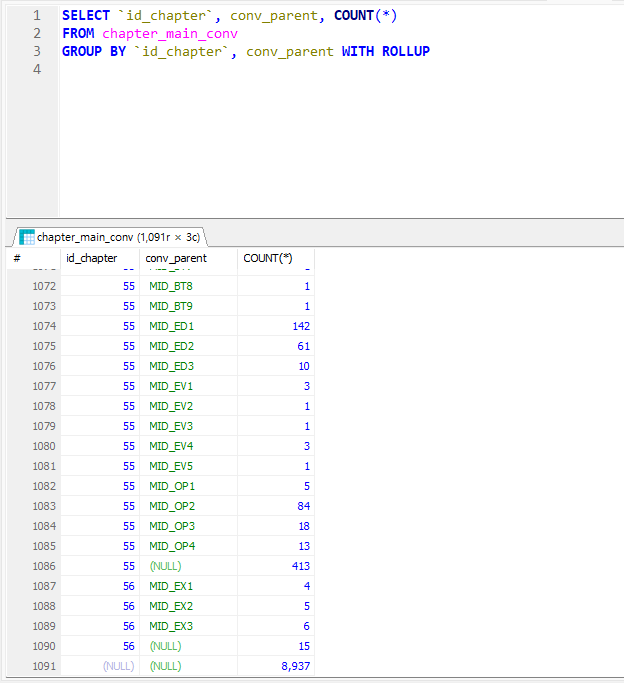 1 SELECT `id_chapter`, conv_parent, COUNT(*)
2 FROM chapter_main_conv
3 GROUP BY `id_chapter`, conv_parent WITH ROLLUP
4
chapter_main_conv (1,091r × 3c)
# id_chapter conv_parent COUNT(*)
1072 55 MID_BT8 1
1073 55 MID_BT9 1
1074 55 MID_ED1 142
1075 55 MID_ED2 61
1076 55 MID_ED3 10
1077 55 MID_EV1 3
1078 55 MID_EV2 1
1079 55 MID_EV3 1
1080 55 MID_EV4 3
1081 55 MID_EV5 1
1082 55 MID_OP1 5
1083 55 MID_OP2 84
1084 55 MID_OP3 18
1085 55 MID_OP4 13
1086 55 (NULL) 413
1087 56 MID_EX1 4
1088 56 MID_EX2 5
1089 56 MID_EX3 6
1090 56 (NULL) 15
1091 (NULL) (NULL) 8,937